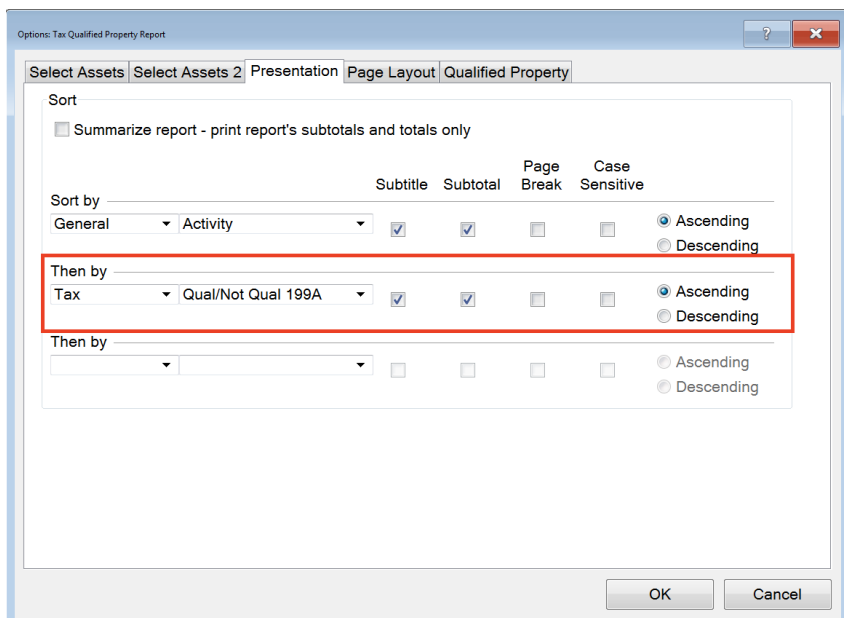 Options: Tax Qualified Property Report
?
Select Assets Select Assets 2 Presentation Page Layout Qualified Property
Sort
Summarize report - print report's subtotals and totals only
Subtitle Subtotal Page Break Case Sensitive
Sort by
General Activity Ascending
Descending
Then by
Tax Qual/Not Qual 199A Ascending
Descending
Then by
Ascending
Descending
OK Cancel